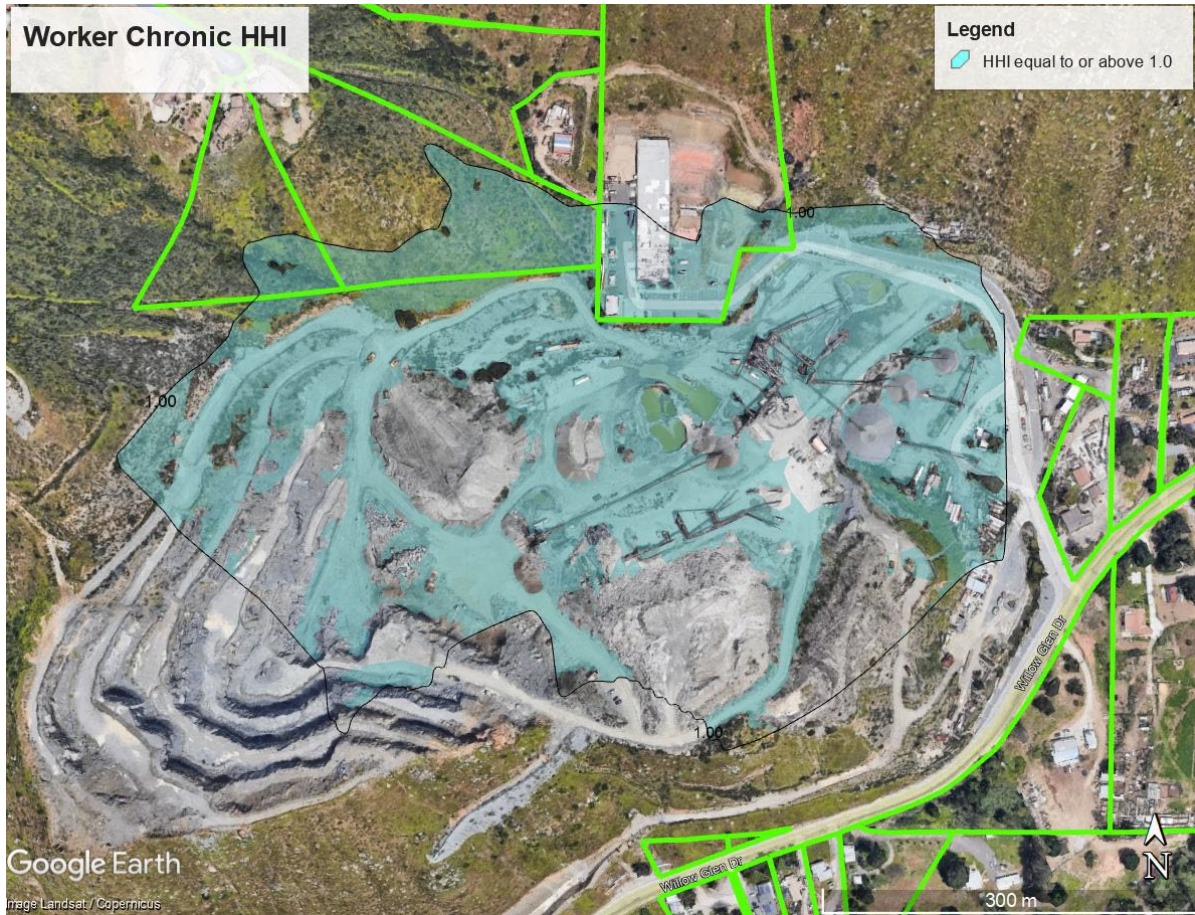 Worker Chronic HHI
Legend
HHI equal to or above 1.0
1.00
1.00
1.00
Willow Glen Dr
Willow Glen Dr
Google Earth
Image Landsat / Copernicus
N
300 m